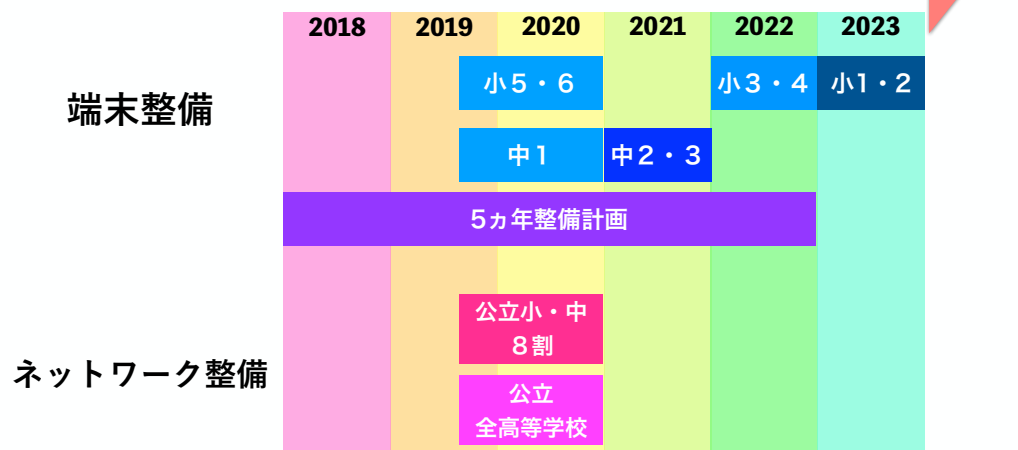 2018 2019 2020 2021 2022 2023
端末整備
小5・6
小3・4
小1・2
中1
中2・3
5ヵ年整備計画
ネットワーク整備
公立小・中
8割
公立
全高等学校